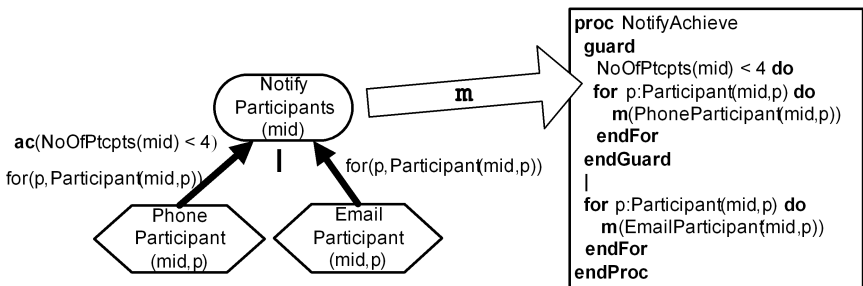 Notify
Participants
(mid)
m
ac(NoOfPtcpts(mid) < 4)
for(p,Participant(mid,p))
|
for(p,Participant(mid,p))
Phone
Participant
(mid,p)
Email
Participant
(mid,p)
proc NotifyAchieve
guard
NoOfPtcpts(mid) < 4 do
for p:Participant(mid,p) do
m(PhoneParticipant(mid,p))
endFor
endGuard
|
for p:Participant(mid,p) do
m(EmailParticipant(mid,p))
endFor
endProc